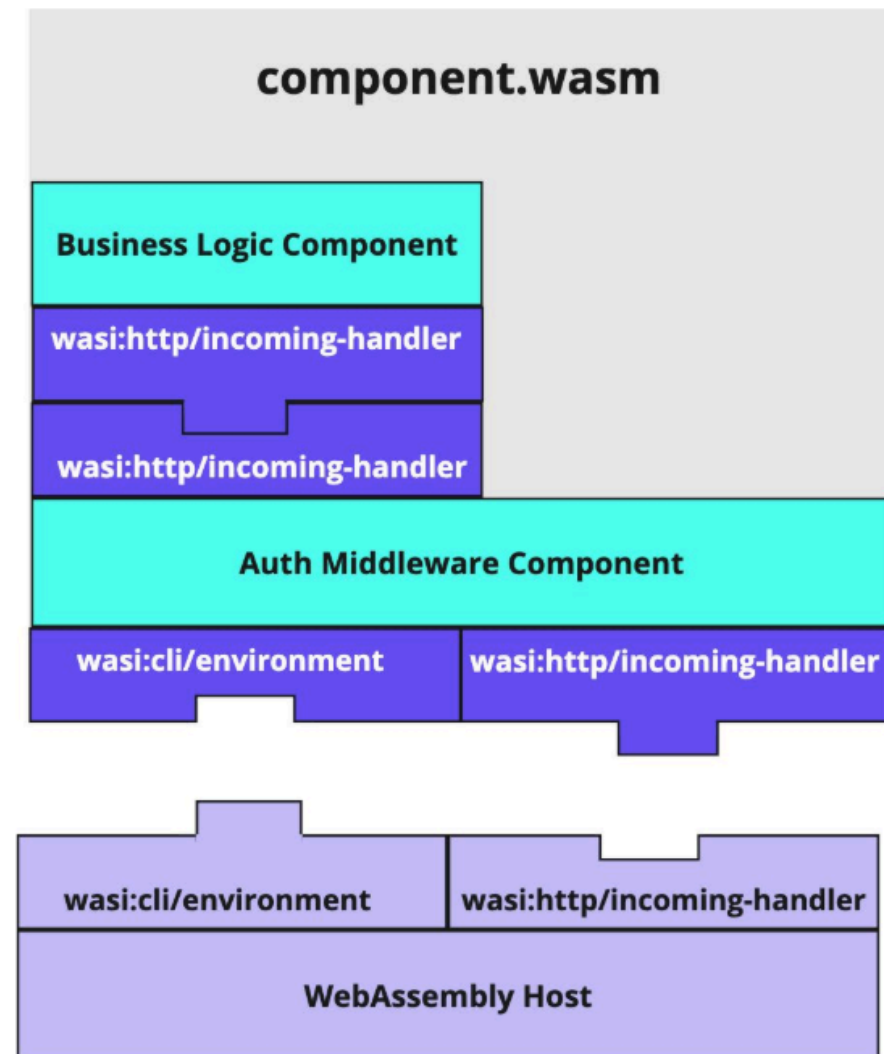 component.wasm
Business Logic Component
wasi:http/incoming-handler
wasi:http/incoming-handler
Auth Middleware Component
wasi:cli/environment
wasi:http/incoming-handler
wasi:cli/environment
wasi:http/incoming-handler
WebAssembly Host